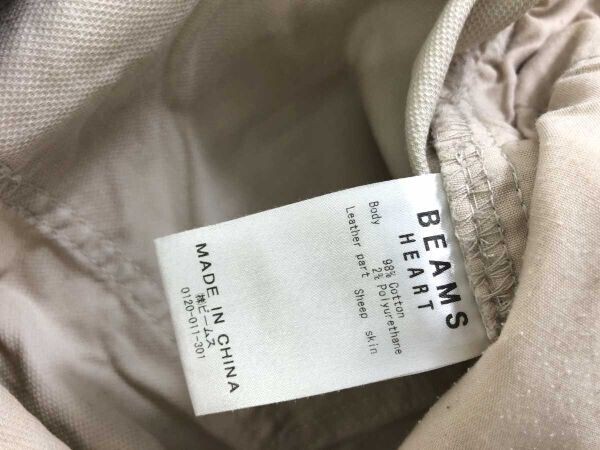 BEAMS
HEART
Body 98% Cotton
2% Polyurethane
Leather part Sheep skin
MADE IN CHINA
㈱ビームス
0120-011-301